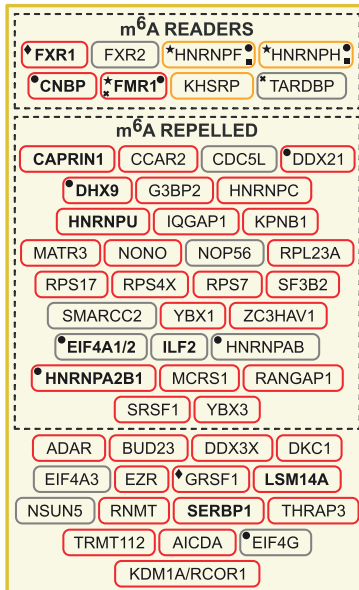 m⁶A READERS
FXR1 FXR2 HNRNPF HNRNPH
CNBP FMR1 KHSRP TARDBP
m⁶A REPELLED
CAPRIN1 CCAR2 CDC5L DDX21
DHX9 G3BP2 HNRNPC
HNRNPU IQGAP1 KPNB1
MATR3 NONO NOP56 RPL23A
RPS17 RPS4X RPS7 SF3B2
SMARCC2 YBX1 ZC3HAV1
EIF4A1/2 ILF2 HNRNPAB
HNRNPA2B1 MCRS1 RANGAP1
SRSF1 YBX3
ADAR BUD23 DDX3X DKC1
EIF4A3 EZR GRSF1 LSM14A
NSUN5 RNMT SERBP1 THRAP3
TRMT112 AICDA EIF4G
KDM1A/RCOR1